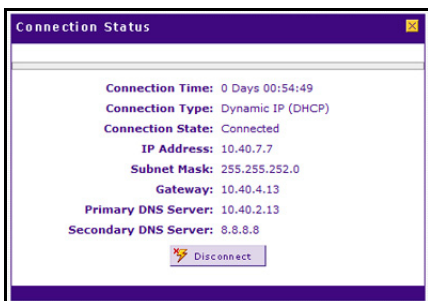 Connection Status
Connection Time: 0 Days 00:54:49
Connection Type: Dynamic IP (DHCP)
Connection State: Connected
IP Address: 10.40.7.7
Subnet Mask: 255.255.252.0
Gateway: 10.40.4.13
Primary DNS Server: 10.40.2.13
Secondary DNS Server: 8.8.8.8
Disconnect